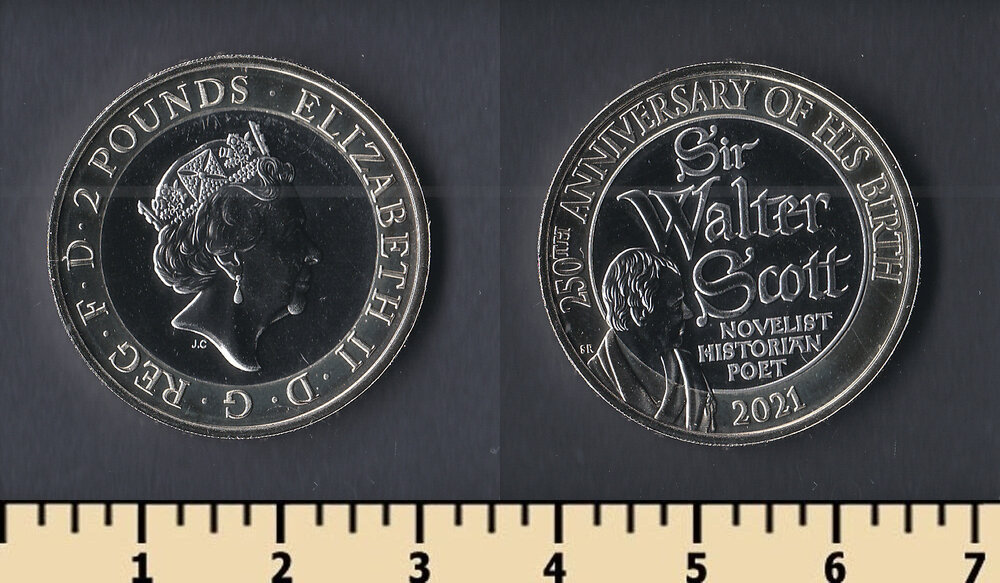 2 POUNDS · ELIZABETH II · D · G · REG · F · D ·
J.C
250TH ANNIVERSARY OF HIS BIRTH
Sir
Walter
Scott
NOVELIST
HISTORIAN
POET
SR
2021
1 2 3 4 5 6 7